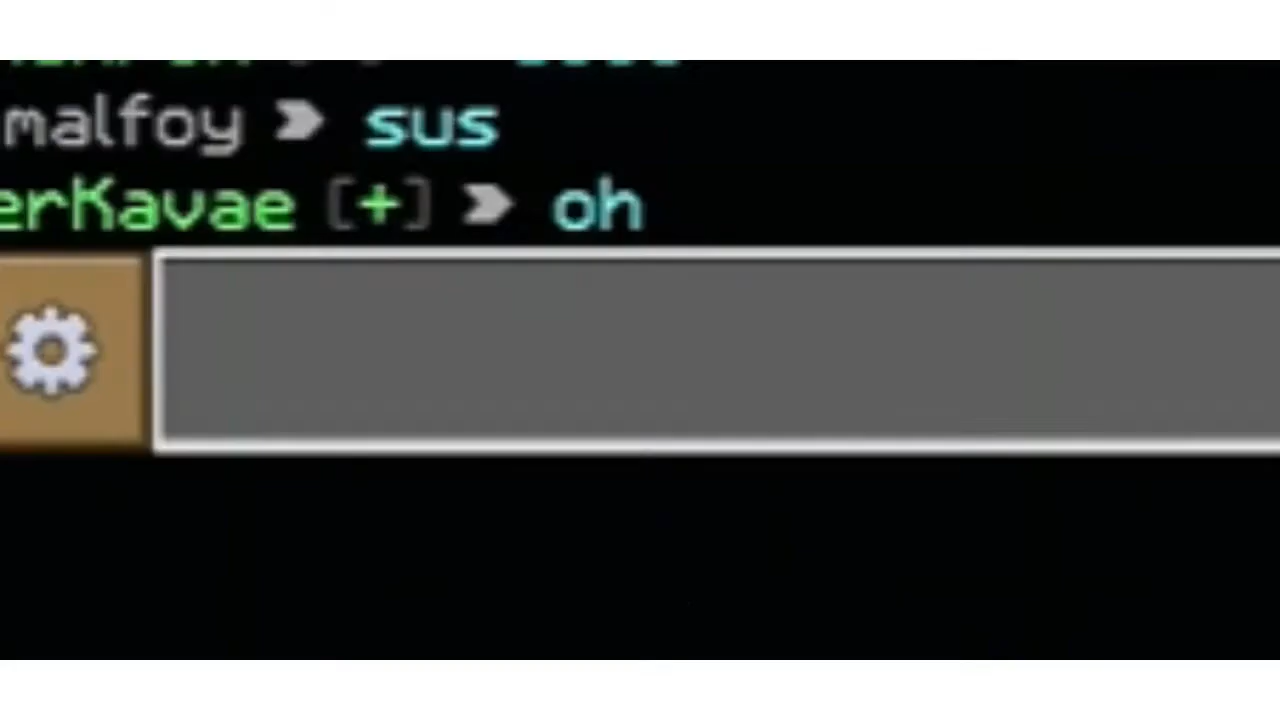 malfoy » sus
erKavae [+] » oh